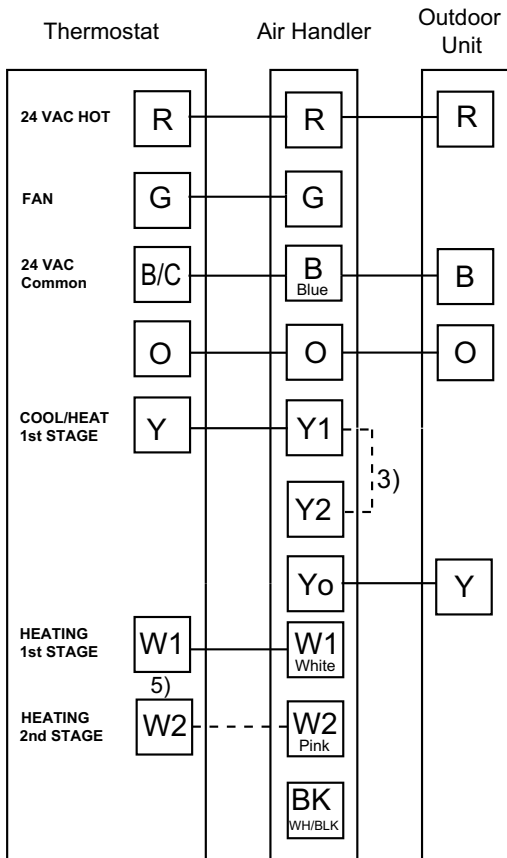 Thermostat Air Handler Outdoor Unit
24 VAC HOT R R R
FAN G G
24 VAC Common B/C B Blue B
O O O
COOL/HEAT 1st STAGE Y Y1
3)
Y2
Yo Y
HEATING 1st STAGE W1 W1 White
5)
HEATING 2nd STAGE W2 W2 Pink
BK WH/BLK